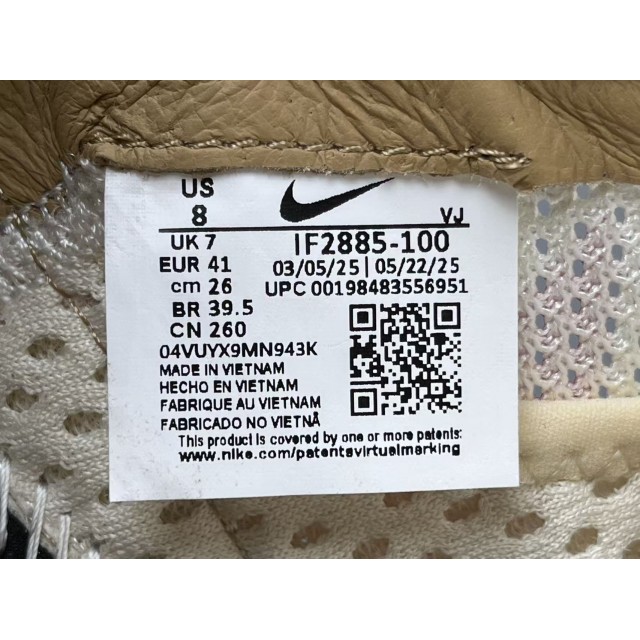 US
8
VJ
UK 7
IF2885-100
EUR 41
03/05/25 | 05/22/25
cm 26
UPC 00198483556951
BR 39.5
CN 260
04VUYX9MN943K
MADE IN VIETNAM
HECHO EN VIETNAM
FABRIQUE AU VIETNAM
FABRICADO NO VIETNÅ
This product is covered by one or more patents:
www.nike.com/patentsvirtuelmarking